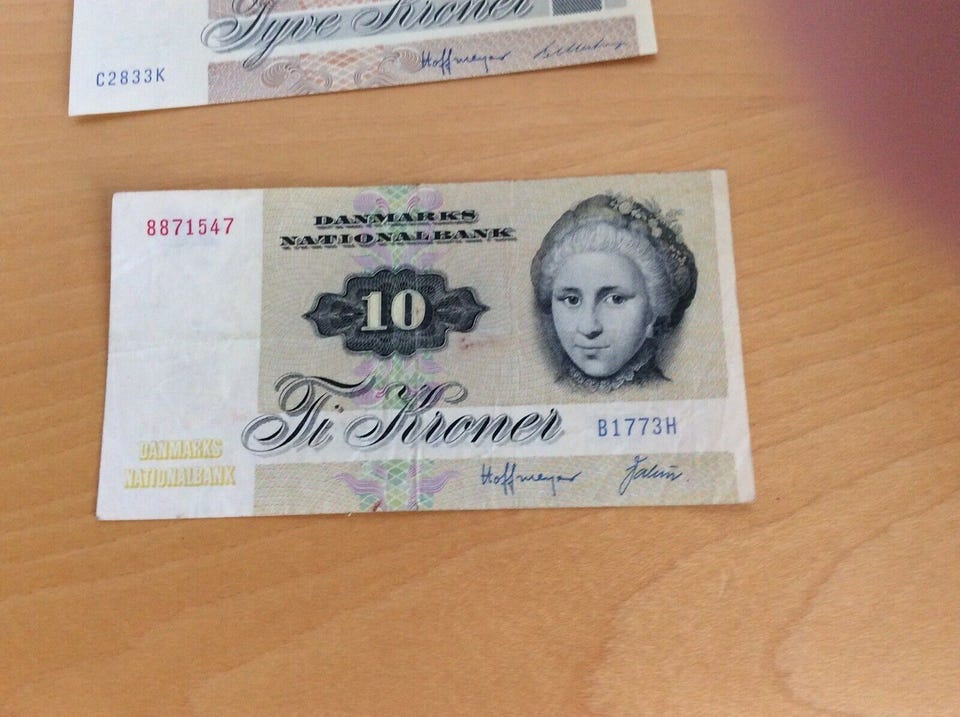 Tyve Kroner
C2833K
Hoffmeyer
8871547
DANMARKS
NATIONALBANK
10
Ti Kroner
B1773H
DANMARKS
NATIONALBANK
Hoffmeyer